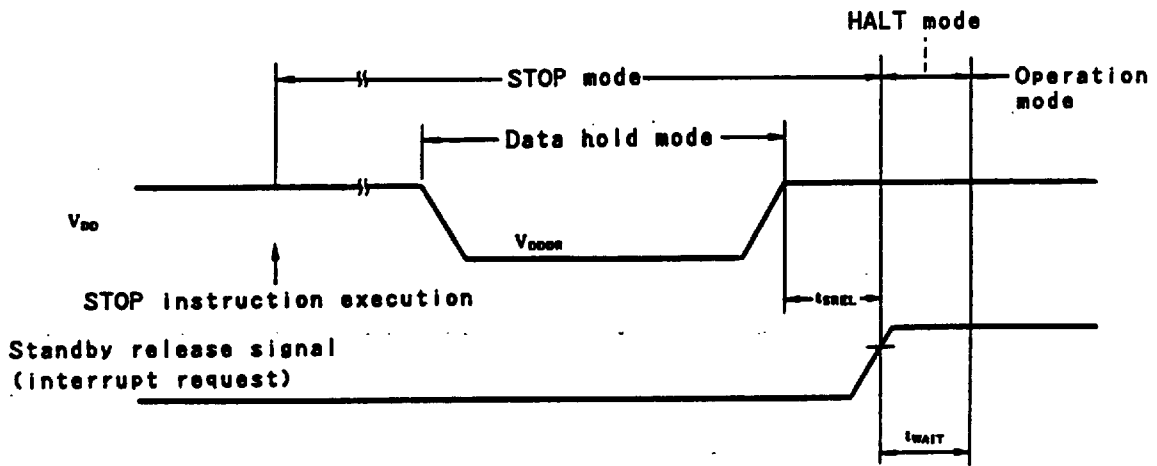 HALT mode
STOP mode
Operation
mode
Data hold mode
VDD
VDDDR
STOP instruction execution
tSREL
Standby release signal
(interrupt request)
tWAIT